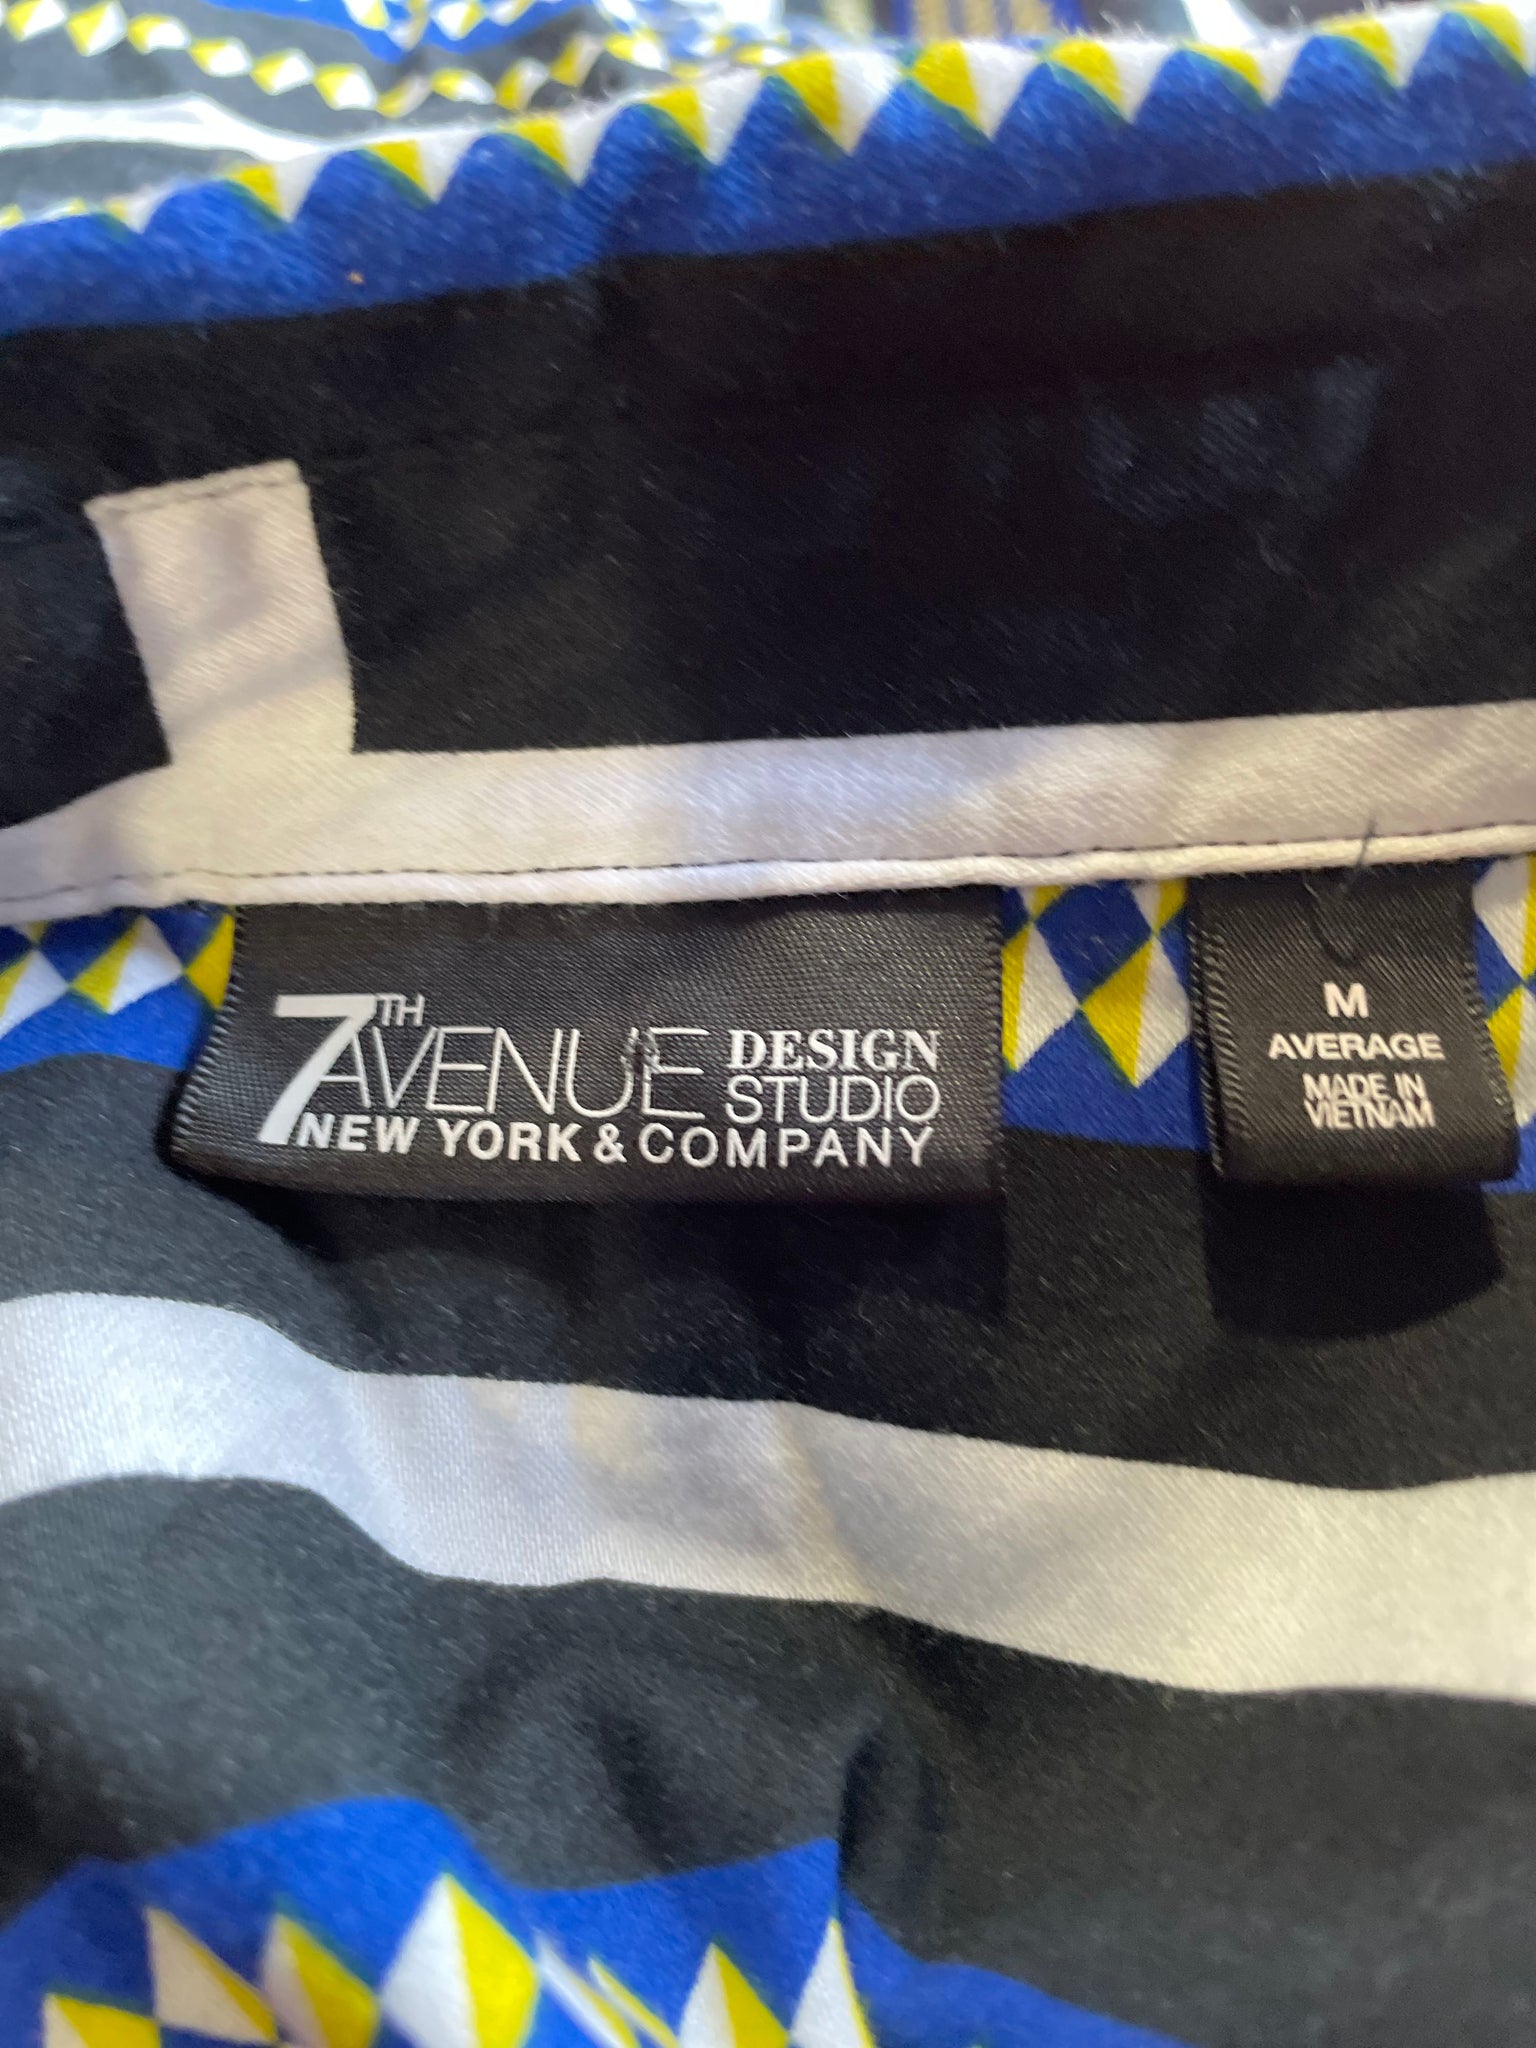 7TH AVENUE DESIGN STUDIO
NEW YORK & COMPANY
M
AVERAGE
MADE IN
VIETNAM